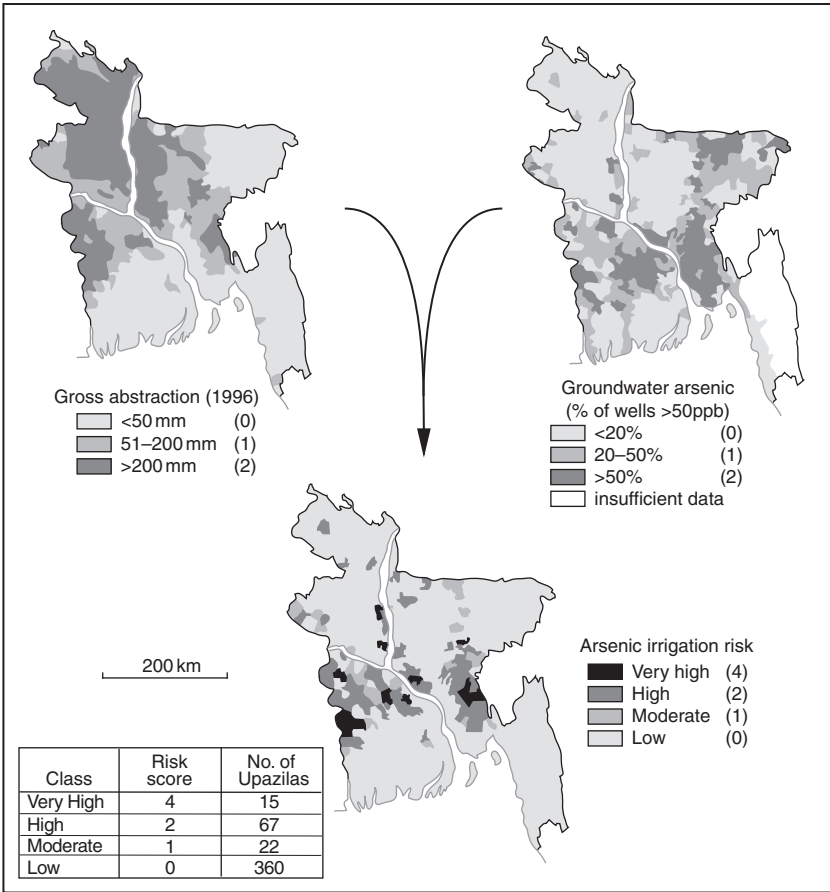 Gross abstraction (1996)
<50 mm (0)
51–200 mm (1)
>200 mm (2)
Groundwater arsenic
(% of wells >50ppb)
<20% (0)
20–50% (1)
>50% (2)
insufficient data
200 km
Arsenic irrigation risk
Very high (4)
High (2)
Moderate (1)
Low (0)
Class Risk score No. of Upazilas
Very High 4 15
High 2 67
Moderate 1 22
Low 0 360